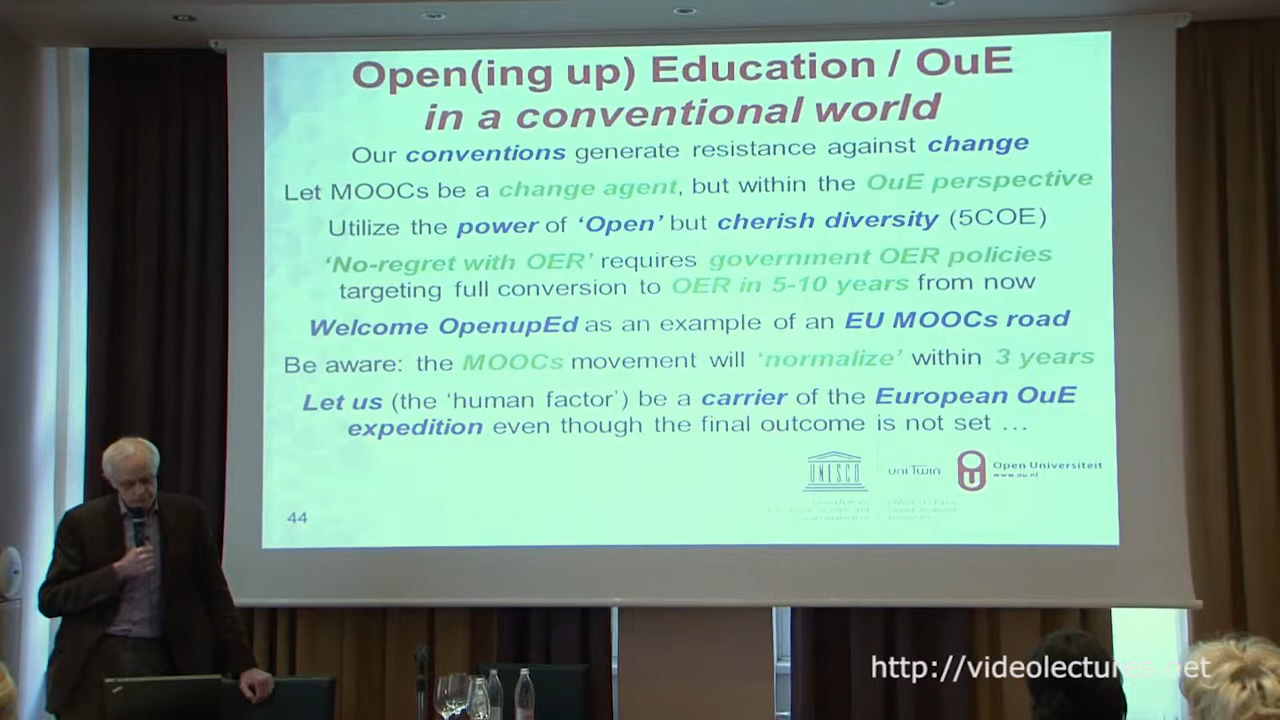 Open(ing up) Education / OuE
in a conventional world
Our conventions generate resistance against change
Let MOOCs be a change agent, but within the OuE perspective
Utilize the power of ‘Open’ but cherish diversity (5COE)
‘No-regret with OER’ requires government OER policies
targeting full conversion to OER in 5-10 years from now
Welcome OpenupEd as an example of an EU MOOCs road
Be aware: the MOOCs movement will ‘normalize’ within 3 years
Let us (the ‘human factor’) be a carrier of the European OuE
expedition even though the final outcome is not set …
UNESCO
uniTwin
Open Universiteit
www.ou.nl
44
http://videolectures.net